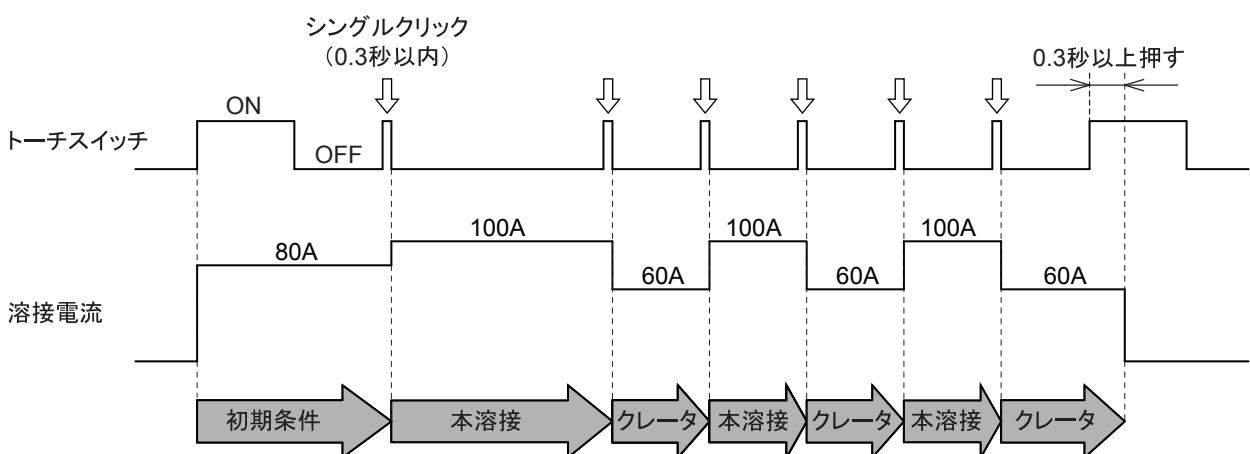 シングルクリック
(0.3秒以内)
0.3秒以上押す
トーチスイッチ
ON
OFF
溶接電流
80A
100A
60A
100A
60A
100A
60A
初期条件
本溶接
クレータ
本溶接
クレータ
本溶接
クレータ